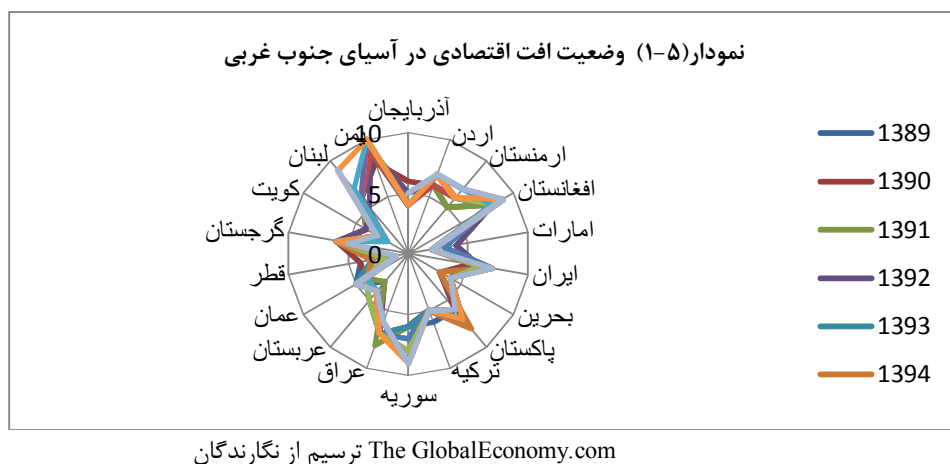 نمودار(۵-۱) وضعیت افت اقتصادی در آسیای جنوب غربی
آذربایجان
اردن
ارمنستان
افغانستان
امارات
ایران
بحرین
پاکستان
ترکیه
سوریه
عراق
عربستان
عمان
قطر
گرجستان
کویت
لبنان
یمن
10
5
0
1389
1390
1391
1392
1393
1394
The GlobalEconomy.com ترسیم از نگارندگان